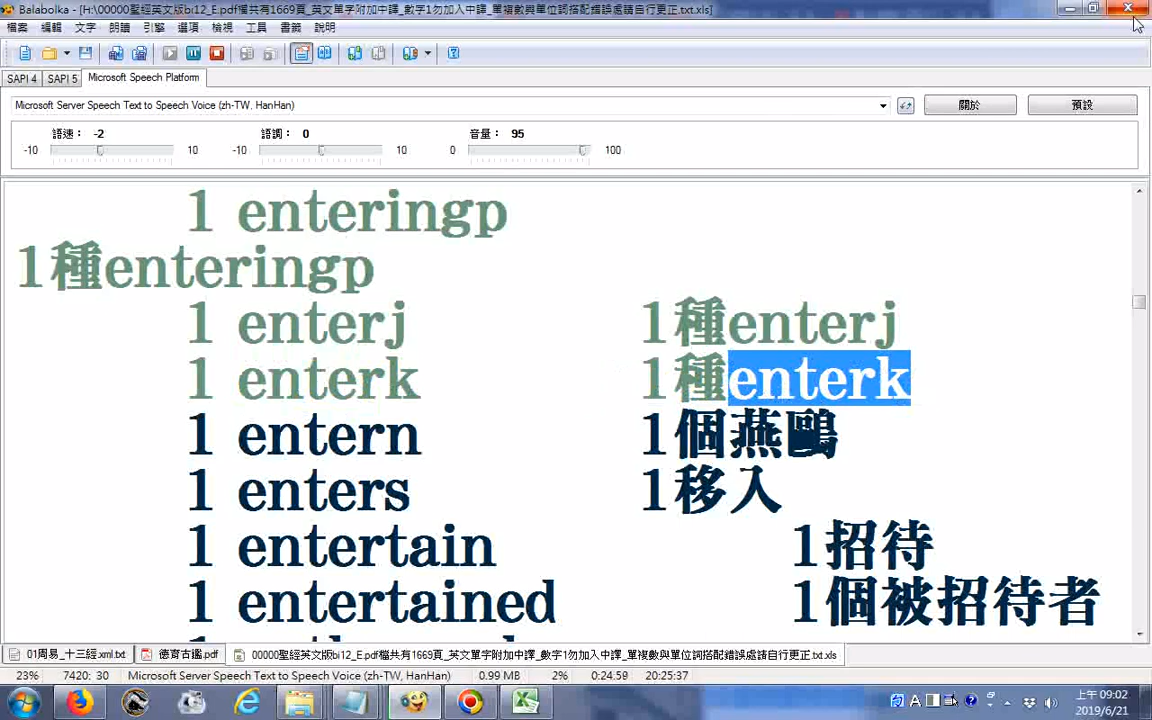 Balabolka - [H:\00000聖經英文版bi12_E.pdf檔共有1669頁_英文單字附加中譯_數字1勿加入中譯_單複數與單位詞搭配錯誤處請自行更正.txt.xls]
檔案 編輯 文字 朗讀 引擎 選項 檢視 工具 書籤 說明
SAPI 4 SAPI 5 Microsoft Speech Platform
Microsoft Server Speech Text to Speech Voice (zh-TW, HanHan) 關於 預設
語速： -2 語調： 0 音量： 95
-10 10 -10 10 0 100
1 enteringp
1種enteringp
1 enterj 1種enterj
1 enterk 1種enterk
1 entern 1個燕鷗
1 enters 1移入
1 entertain 1招待
1 entertained 1個被招待者
01周易_十三經.xml.txt 德育古鑑.pdf 00000聖經英文版bi12_E.pdf檔共有1669頁_英文單字附加中譯_數字1勿加入中譯_單複數與單位詞搭配錯誤處請自行更正.txt.xls
23% 7420: 30 Microsoft Server Speech Text to Speech Voice (zh-TW, HanHan) 0.99 MB 2% 0:24:59 20:25:37
上午 09:02
2019/6/21